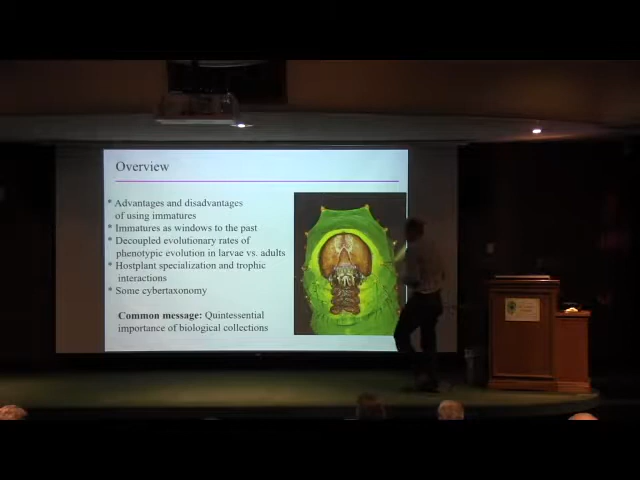 Overview
* Advantages and disadvantages
of using immatures
* Immatures as windows to the past
* Decoupled evolutionary rates of
phenotypic evolution in larvae vs. adults
* Hostplant specialization and trophic
interactions
* Some cybertaxonomy
Common message: Quintessential
importance of biological collections